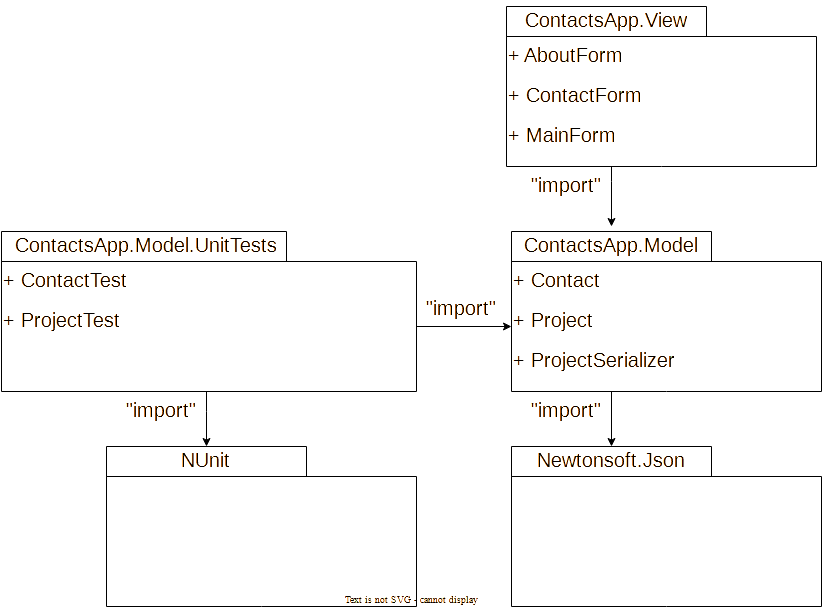 ContactsApp.View
+ AboutForm
+ ContactForm
+ MainForm
"import"
ContactsApp.Model.UnitTests
+ ContactTest
+ ProjectTest
"import"
ContactsApp.Model
+ Contact
+ Project
+ ProjectSerializer
"import"
"import"
NUnit
Newtonsoft.Json
Text is not SVG - cannot display